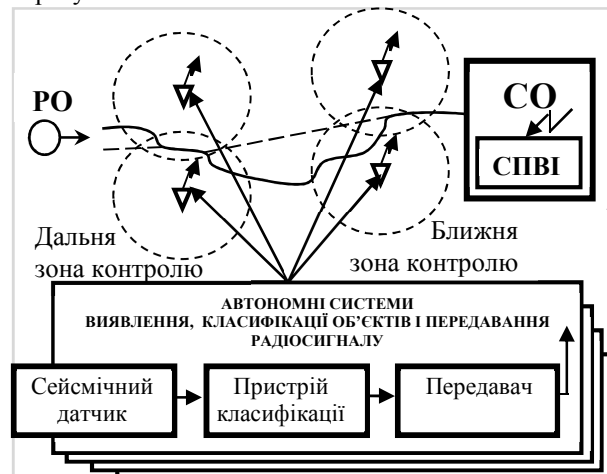 РО
СО
СПВІ
Дальня
зона контролю
Ближня
зона контролю
АВТОНОМНІ СИСТЕМИ
ВИЯВЛЕННЯ, КЛАСИФІКАЦІЇ ОБ’ЄКТІВ І ПЕРЕДАВАННЯ
РАДІОСИГНАЛУ
Сейсмічний
датчик
Пристрій
класифікації
Передавач